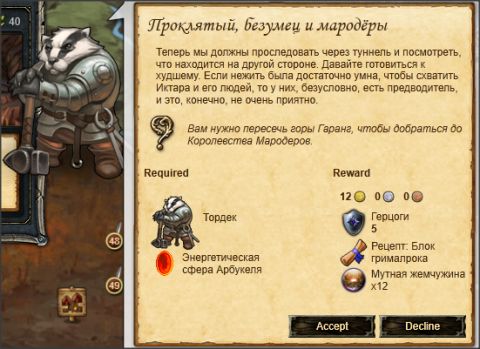 40
Проклятый, безумец и мародёры
Теперь мы должны проследовать через туннель и посмотреть,
что находится на другой стороне. Давайте готовиться к
худшему. Если нежить была достаточно умна, чтобы схватить
Иктара и его людей, то у них, безусловно, есть предводитель,
и это, конечно, не очень приятно.
Вам нужно пересечь горы Гаранг, чтобы добраться до
Королевства Мародеров.
Required
Тордек
Энергетическая
сфера Арбукеля
Reward
12 0 0
Герцоги
5
Рецепт: Блок
грималрока
Мутная жемчужина
x12
48
49
Accept
Decline